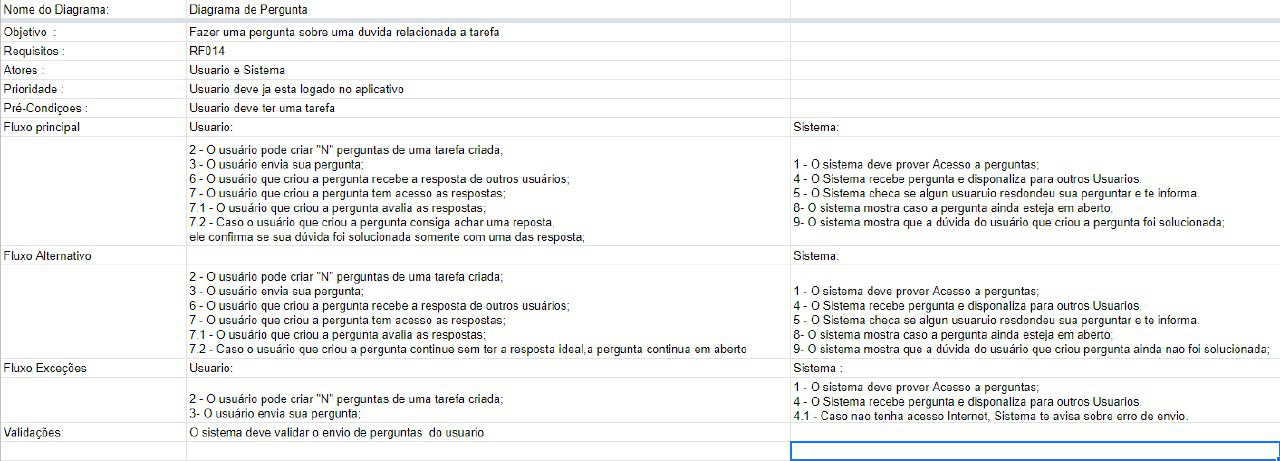 Nome do Diagrama: Diagrama de Pergunta
Objetivo : Fazer uma pergunta sobre uma duvida relacionada a tarefa
Requisitos : RF014
Atores : Usuario e Sistema
Prioridade : Usuario deve ja esta logado no aplicativo
Pré-Condiçoes : Usuario deve ter uma tarefa
Fluxo principal Usuario: Sistema:
2 - O usuário pode criar "N" perguntas de uma tarefa criada;
3 - O usuário envia sua pergunta;
6 - O usuário que criou a pergunta recebe a resposta de outros usuários;
7 - O usuário que criou a pergunta tem acesso as respostas;
7.1 - O usuário que criou a pergunta avalia as respostas;
7.2 - Caso o usuário que criou a pergunta consiga achar uma reposta,
ele confirma se sua dúvida foi solucionada somente com uma das resposta;
1 - O sistema deve prover Acesso a perguntas;
4 - O Sistema recebe pergunta e disponaliza para outros Usuarios.
5 - O Sistema checa se algun usuaruio resdondeu sua perguntar e te informa.
8- O sistema mostra caso a pergunta ainda esteja em aberto;
9- O sistema mostra que a dúvida do usuário que criou a pergunta foi solucionada;
Fluxo Alternativo Sistema:
2 - O usuário pode criar "N" perguntas de uma tarefa criada;
3 - O usuário envia sua pergunta;
6 - O usuário que criou a pergunta recebe a resposta de outros usuários;
7 - O usuário que criou a pergunta tem acesso as respostas;
7.1 - O usuário que criou a pergunta avalia as respostas;
7.2 - Caso o usuário que criou a pergunta continue sem ter a resposta ideal,a pergunta continua em aberto
1 - O sistema deve prover Acesso a perguntas;
4 - O Sistema recebe pergunta e disponaliza para outros Usuarios.
5 - O Sistema checa se algun usuaruio resdondeu sua perguntar e te informa.
8- O sistema mostra caso a pergunta ainda esteja em aberto;
9- O sistema mostra que a dúvida do usuário que criou pergunta ainda nao foi solucionada;
Fluxo Exceções Usuario: Sistema :
2 - O usuário pode criar "N" perguntas de uma tarefa criada;
3- O usuário envia sua pergunta;
1 - O sistema deve prover Acesso a perguntas;
4 - O Sistema recebe pergunta e disponaliza para outros Usuarios.
4.1 - Caso nao tenha acesso Internet, Sistema te avisa sobre erro de envio.
Validações: O sistema deve validar o envio de perguntas do usuario